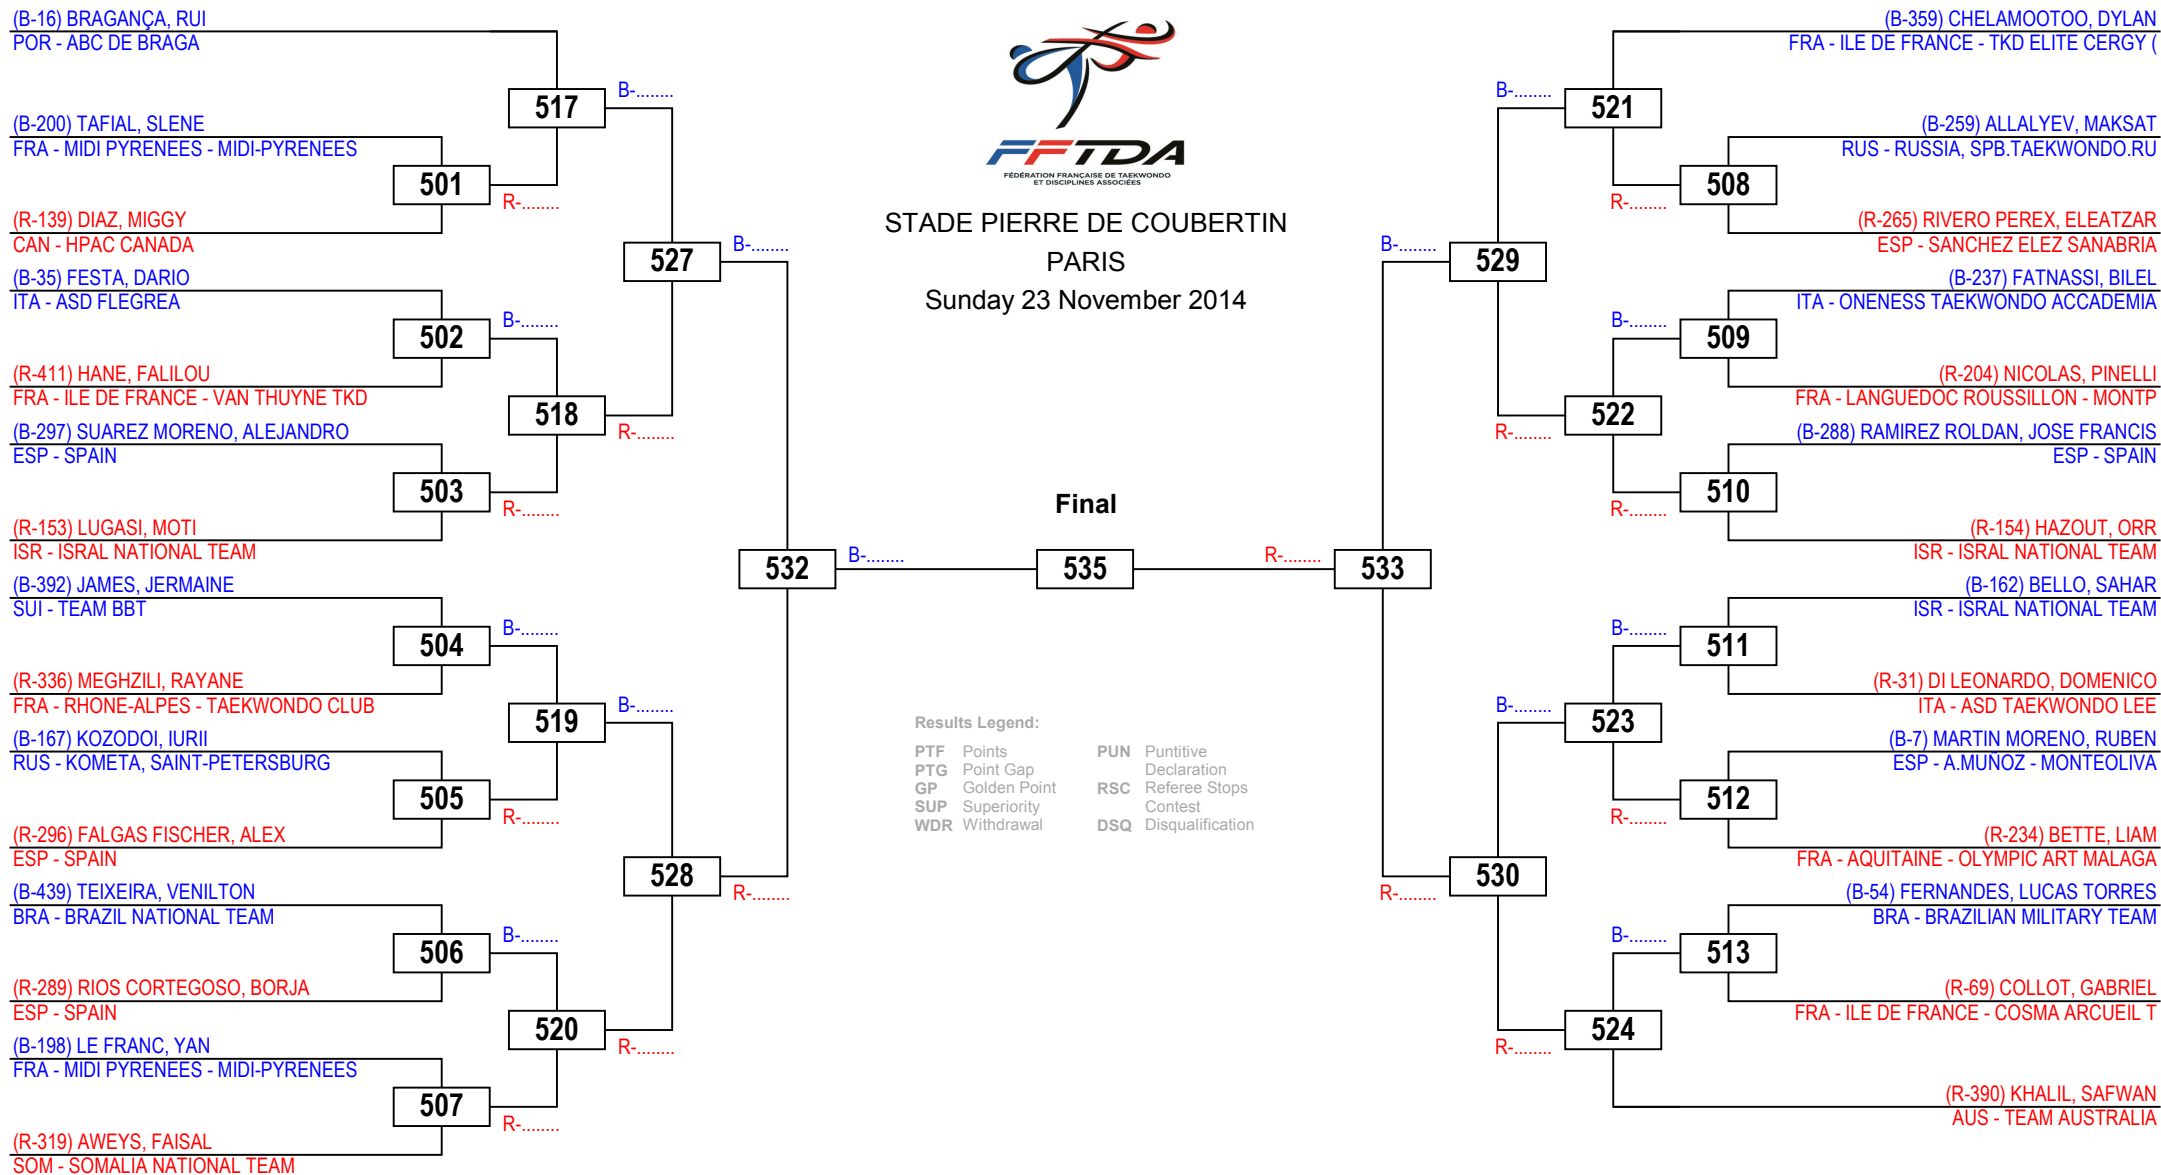 (B-16) BRAGANÇA, RUI
POR - ABC DE BRAGA
517
B-........
(B-200) TAFIAL, SLENE
FRA - MIDI PYRENEES - MIDI-PYRENEES
501
R-........
(R-139) DIAZ, MIGGY
CAN - HPAC CANADA
527
B-........
(B-35) FESTA, DARIO
ITA - ASD FLEGREA
502
B-........
(R-411) HANE, FALILOU
FRA - ILE DE FRANCE - VAN THUYNE TKD
518
R-........
(B-297) SUAREZ MORENO, ALEJANDRO
ESP - SPAIN
503
R-........
(R-153) LUGASI, MOTI
ISR - ISRAL NATIONAL TEAM
532
B-........
(B-392) JAMES, JERMAINE
SUI - TEAM BBT
504
B-........
(R-336) MEGHZILI, RAYANE
FRA - RHONE-ALPES - TAEKWONDO CLUB
519
B-........
(B-167) KOZODOI, IURII
RUS - KOMETA, SAINT-PETERSBURG
505
R-........
(R-296) FALGAS FISCHER, ALEX
ESP - SPAIN
528
R-........
(B-439) TEIXEIRA, VENILTON
BRA - BRAZIL NATIONAL TEAM
506
B-........
(R-289) RIOS CORTEGOSO, BORJA
ESP - SPAIN
520
R-........
(B-198) LE FRANC, YAN
FRA - MIDI PYRENEES - MIDI-PYRENEES
507
R-........
(R-319) AWEYS, FAISAL
SOM - SOMALIA NATIONAL TEAM
FFTDA
FÉDÉRATION FRANÇAISE DE TAEKWONDO
ET DISCIPLINES ASSOCIÉES
STADE PIERRE DE COUBERTIN
PARIS
Sunday 23 November 2014
Final
535
Results Legend:
PTF Points
PTG Point Gap
GP Golden Point
SUP Superiority
WDR Withdrawal
PUN Puntitive
Declaration
RSC Referee Stops
Contest
DSQ Disqualification
(B-359) CHELAMOOTOO, DYLAN
FRA - ILE DE FRANCE - TKD ELITE CERGY (
B-........
521
(B-259) ALLALYEV, MAKSAT
RUS - RUSSIA, SPB.TAEKWONDO.RU
R-........
508
(R-265) RIVERO PEREX, ELEATZAR
ESP - SANCHEZ ELEZ SANABRIA
B-........
529
(B-237) FATNASSI, BILEL
ITA - ONENESS TAEKWONDO ACCADEMIA
B-........
509
(R-204) NICOLAS, PINELLI
FRA - LANGUEDOC ROUSSILLON - MONTP
R-........
522
(B-288) RAMIREZ ROLDAN, JOSE FRANCIS
ESP - SPAIN
R-........
510
(R-154) HAZOUT, ORR
ISR - ISRAL NATIONAL TEAM
R-........
533
(B-162) BELLO, SAHAR
ISR - ISRAL NATIONAL TEAM
B-........
511
(R-31) DI LEONARDO, DOMENICO
ITA - ASD TAEKWONDO LEE
B-........
523
(B-7) MARTIN MORENO, RUBEN
ESP - A.MUÑOZ - MONTEOLIVA
R-........
512
(R-234) BETTE, LIAM
FRA - AQUITAINE - OLYMPIC ART MALAGA
R-........
530
(B-54) FERNANDES, LUCAS TORRES
BRA - BRAZILIAN MILITARY TEAM
B-........
513
(R-69) COLLOT, GABRIEL
FRA - ILE DE FRANCE - COSMA ARCUEIL T
R-........
524
(R-390) KHALIL, SAFWAN
AUS - TEAM AUSTRALIA